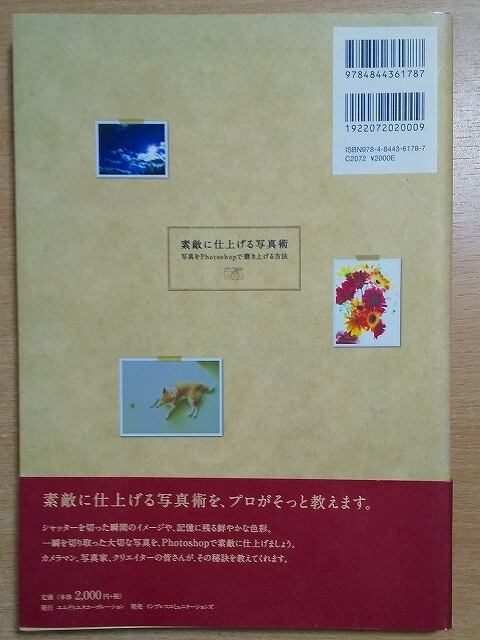 9784844361787
1922072020009
ISBN978-4-8443-6178-7
C2072 ¥2000E
素敵に仕上げる写真術
写真をPhotoshopで磨き上げる方法
素敵に仕上げる写真術を、プロがそっと教えます。
シャッターを切った瞬間のイメージや、記憶に残る鮮やかな色彩。
一瞬を切り取った大切な写真を、Photoshopで素敵に仕上げましょう。
カメラマン、写真家、クリエイターの皆さんが、その秘訣を教えてくれます。
定価(本体2,000円+税)
発行 エムディエヌコーポレーション 発売 インプレスコミュニケーションズ